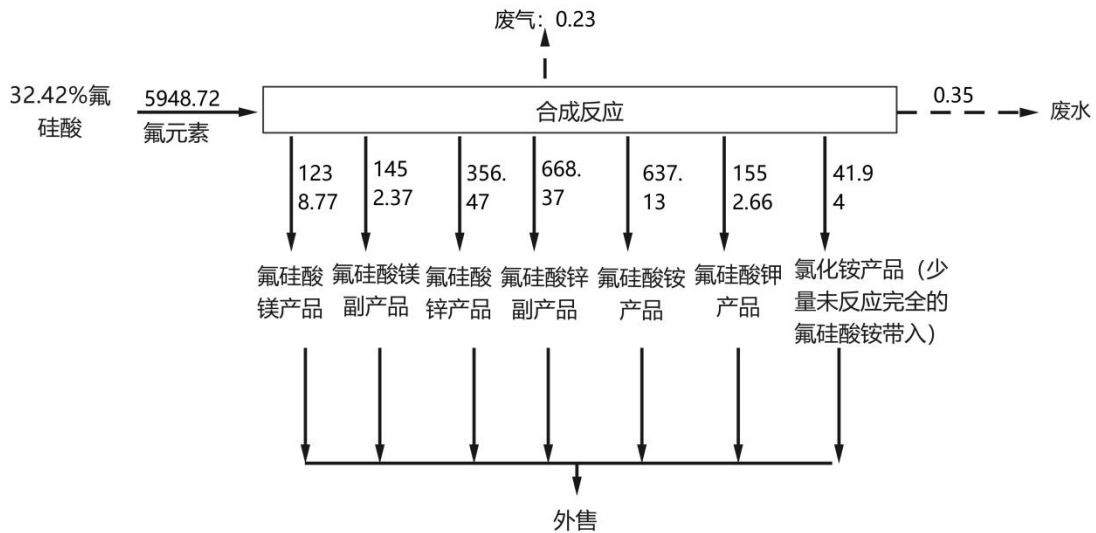 废气：0.23
32.42%氟
硅酸
5948.72
氟元素
合成反应
0.35
废水
123
8.77
145
2.37
356.
47
668.
37
637.
13
155
2.66
41.9
4
氟硅酸
镁产品
氟硅酸镁
副产品
氟硅酸
锌产品
氟硅酸锌
副产品
氟硅酸铵
产品
氟硅酸钾
产品
氯化铵产品（少
量未反应完全的
氟硅酸铵带入）
外售